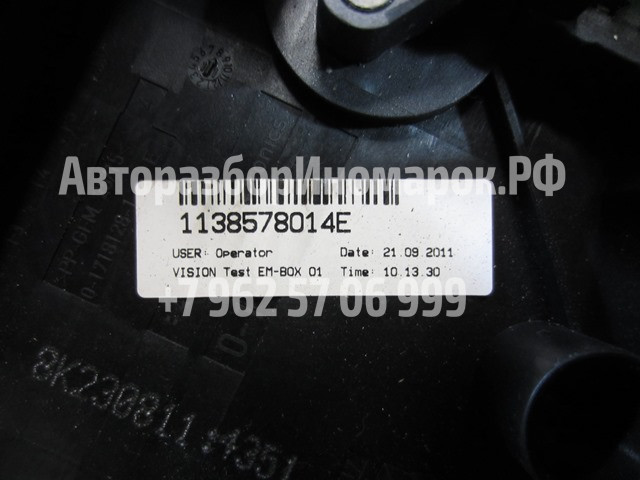 АвторазборИномарок.РФ
1138578014E
USER: Operator Date: 21.09.2011
VISION Test EM-BOX 01 Time: 10.13.30
+7 962 57 06 999
8K230811